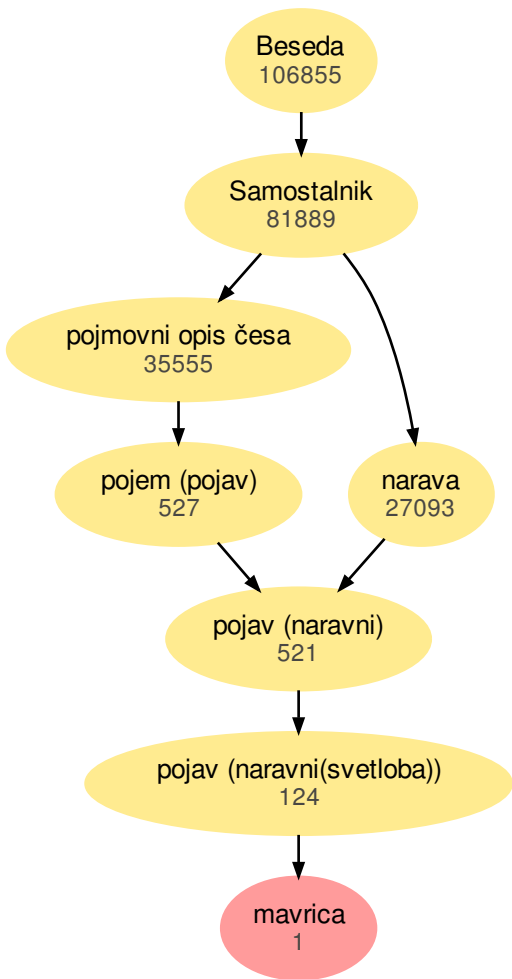 Beseda
106855
Samostalnik
81889
pojmovni opis česa
35555
pojem (pojav)
527
narava
27093
pojav (naravni)
521
pojav (naravni(svetloba))
124
mavrica
1